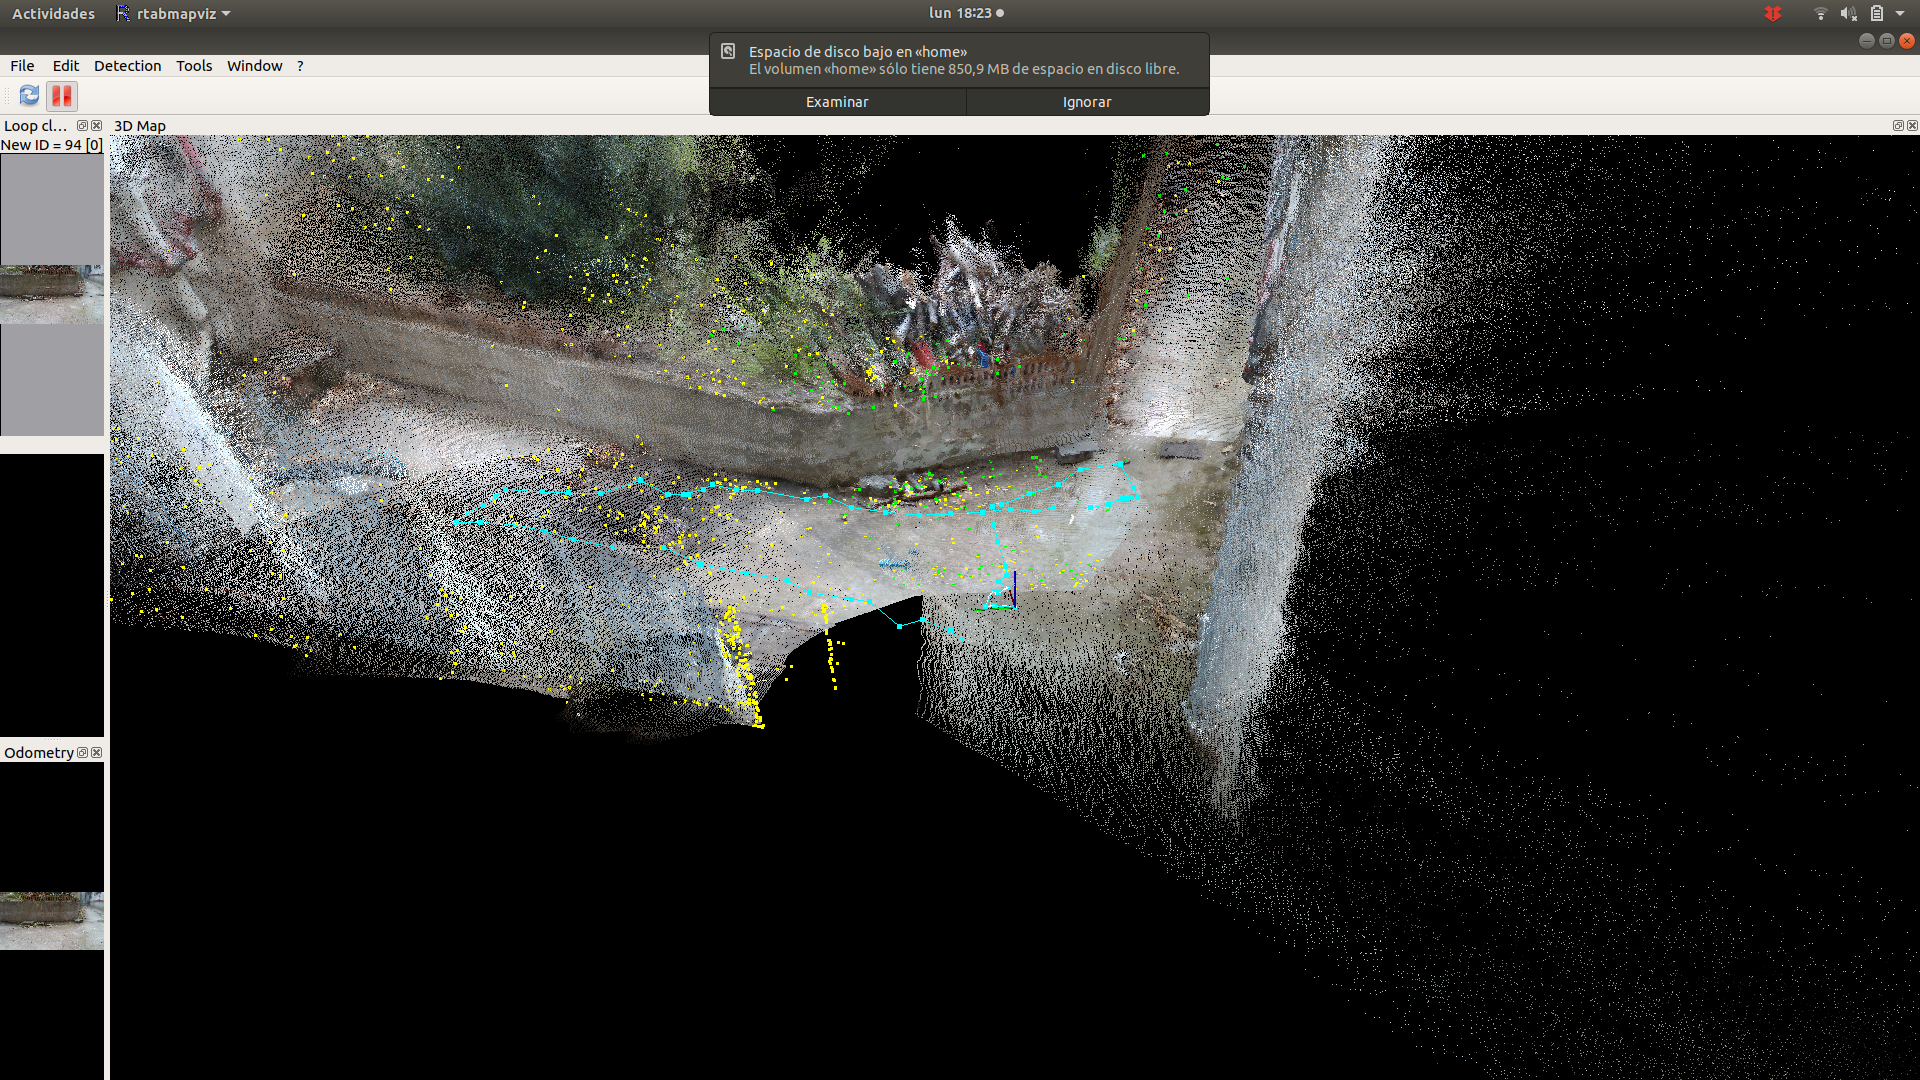 Actividades
rtabmapviz
lun 18:23
Espacio de disco bajo en «home»
El volumen «home» sólo tiene 850,9 MB de espacio en disco libre.
Examinar
Ignorar
File Edit Detection Tools Window ?
Loop cl...
3D Map
New ID = 94 [0]
Odometry